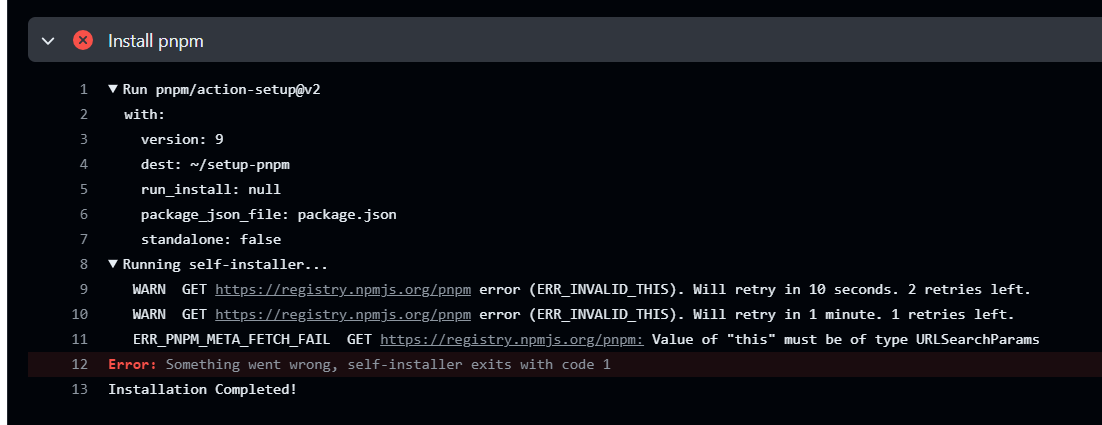 Install pnpm
1 ▼ Run pnpm/action-setup@v2
2 with:
3 version: 9
4 dest: ~/setup-pnpm
5 run_install: null
6 package_json_file: package.json
7 standalone: false
8 ▼ Running self-installer...
9 WARN GET https://registry.npmjs.org/pnpm error (ERR_INVALID_THIS). Will retry in 10 seconds. 2 retries left.
10 WARN GET https://registry.npmjs.org/pnpm error (ERR_INVALID_THIS). Will retry in 1 minute. 1 retries left.
11 ERR_PNPM_META_FETCH_FAIL GET https://registry.npmjs.org/pnpm: Value of "this" must be of type URLSearchParams
12 Error: Something went wrong, self-installer exits with code 1
13 Installation Completed!